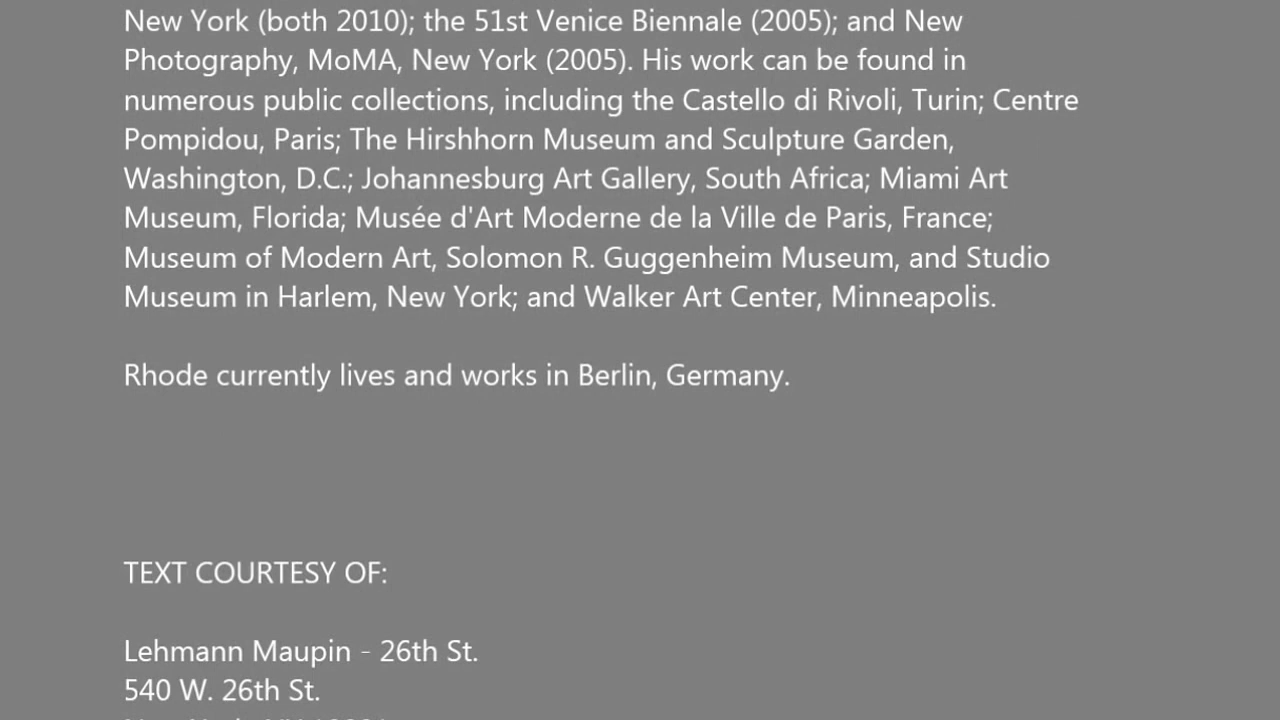 New York (both 2010); the 51st Venice Biennale (2005); and New
Photography, MoMA, New York (2005). His work can be found in
numerous public collections, including the Castello di Rivoli, Turin; Centre
Pompidou, Paris; The Hirshhorn Museum and Sculpture Garden,
Washington, D.C.; Johannesburg Art Gallery, South Africa; Miami Art
Museum, Florida; Musée d'Art Moderne de la Ville de Paris, France;
Museum of Modern Art, Solomon R. Guggenheim Museum, and Studio
Museum in Harlem, New York; and Walker Art Center, Minneapolis.
Rhode currently lives and works in Berlin, Germany.
TEXT COURTESY OF:
Lehmann Maupin - 26th St.
540 W. 26th St.